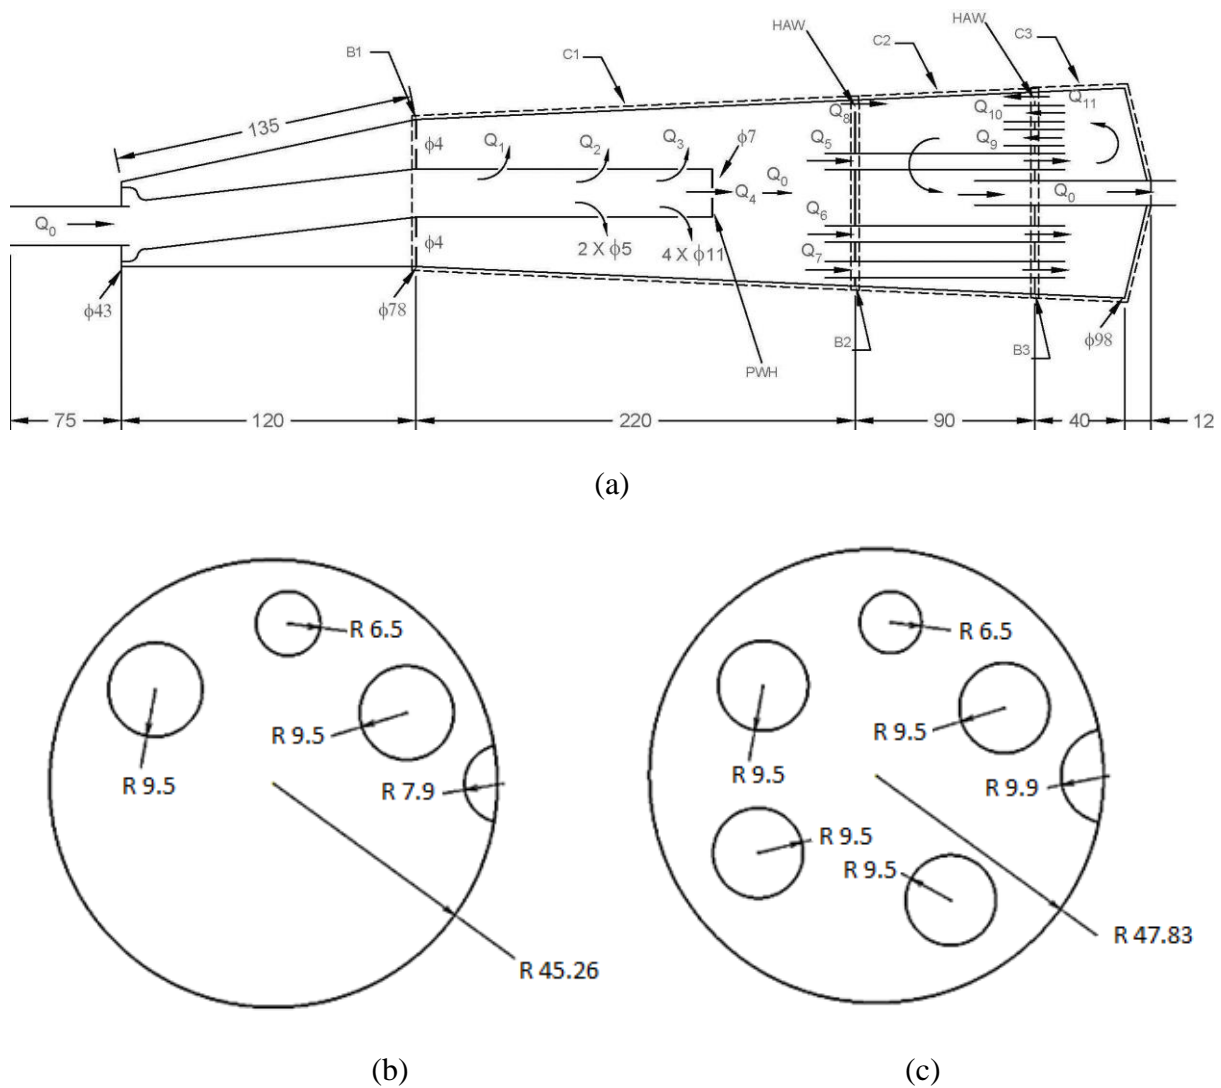 HAW
HAW
C3
B1
C1
C2
Q11
Q8
Q10
135
ϕ4
Q1
Q2
Q3
ϕ7
Q5
Q9
Q0
Q4
Q0
Q0
Q6
ϕ4
2 X ϕ5
4 X ϕ11
Q7
ϕ43
ϕ78
ϕ98
B2
B3
PWH
75
120
220
90
40
12
(a)
R 6.5
R 9.5
R 9.5
R 7.9
R 45.26
R 6.5
R 9.5
R 9.5
R 9.9
R 9.5
R 9.5
R 47.83
(b)
(c)